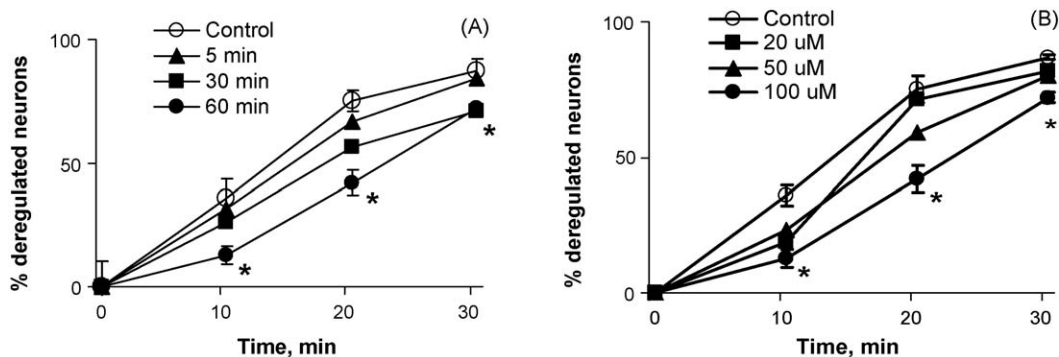 (A)
Control
5 min
30 min
60 min
100
50
0
% deregulated neurons
*
*
*
0 10 20 30
Time, min
(B)
Control
20 uM
50 uM
100 uM
100
50
0
% deregulated neurons
*
*
*
0 10 20 30
Time, min